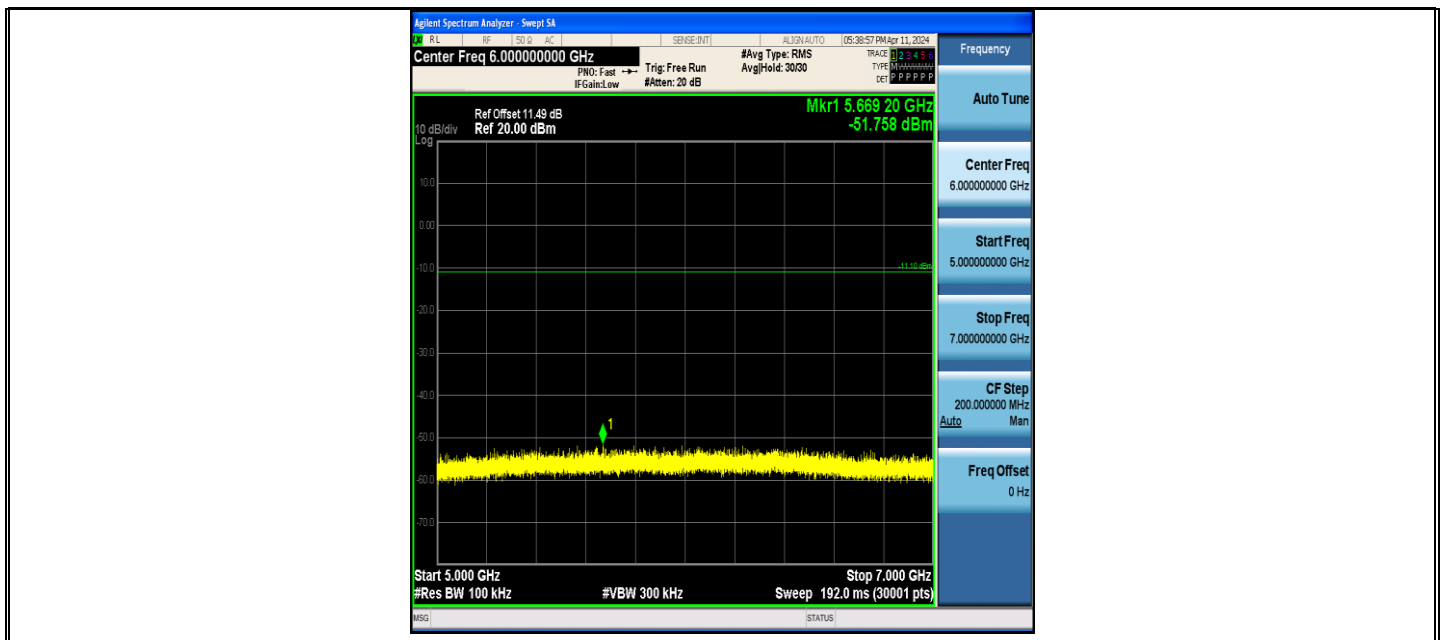 Agilent Spectrum Analyzer - Swept SA
RL RF 50 Ω AC SENSE:INT ALIGN AUTO 05:38:57 PM Apr 11, 2024
Center Freq 6.000000000 GHz
PNO: Fast
IFGain:Low
Trig: Free Run
#Atten: 20 dB
#Avg Type: RMS
Avg|Hold: 30/30
TRACE 1 2 3 4 5 6
TYPE M
DET P P P P P P
Mkr1 5.669 20 GHz
-51.758 dBm
Ref Offset 11.49 dB
10 dB/div Ref 20.00 dBm
Log
10.0
0.00
-10.0
-11.18 dBm
-20.0
-30.0
-40.0
1
-50.0
-60.0
-70.0
Start 5.000 GHz Stop 7.000 GHz
#Res BW 100 kHz #VBW 300 kHz Sweep 192.0 ms (30001 pts)
MSG STATUS
Frequency
Auto Tune
Center Freq
6.000000000 GHz
Start Freq
5.000000000 GHz
Stop Freq
7.000000000 GHz
CF Step
200.000000 MHz
Auto Man
Freq Offset
0 Hz